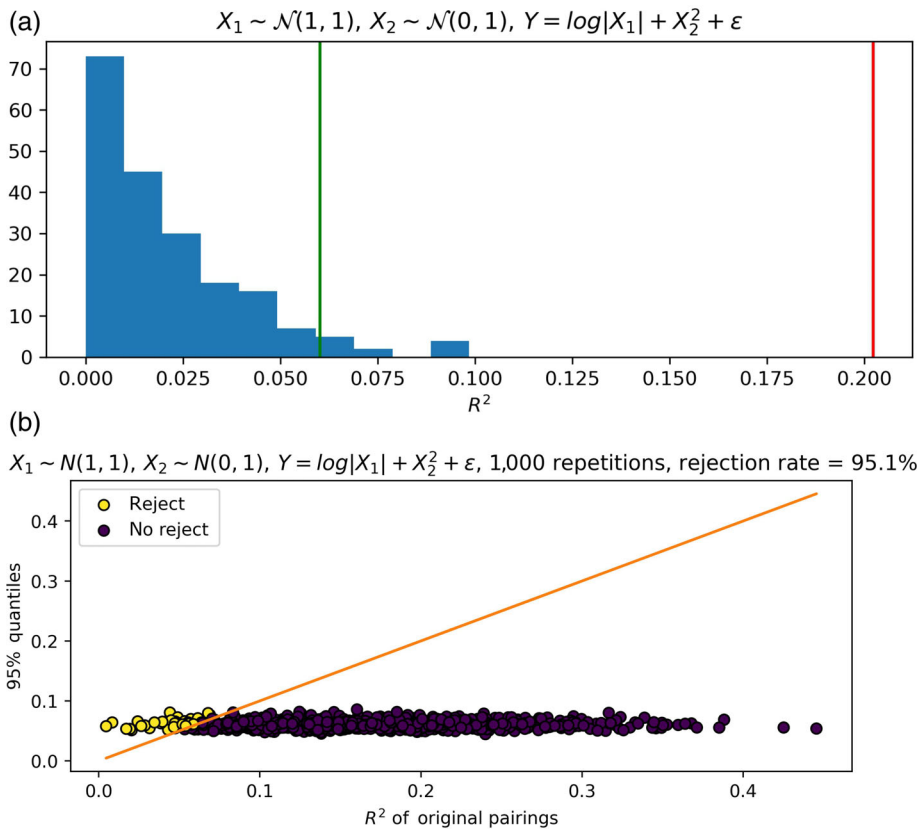 (a)
X₁ ~ 𝒩(1, 1), X₂ ~ 𝒩(0, 1), Y = log|X₁| + X₂² + ε
70
60
50
40
30
20
10
0
0.000 0.025 0.050 0.075 0.100 0.125 0.150 0.175 0.200
R²
(b)
X₁ ~ N(1, 1), X₂ ~ N(0, 1), Y = log|X₁| + X₂² + ε, 1,000 repetitions, rejection rate = 95.1%
Reject
No reject
95% quantiles
0.4
0.3
0.2
0.1
0.0
0.0 0.1 0.2 0.3 0.4
R² of original pairings